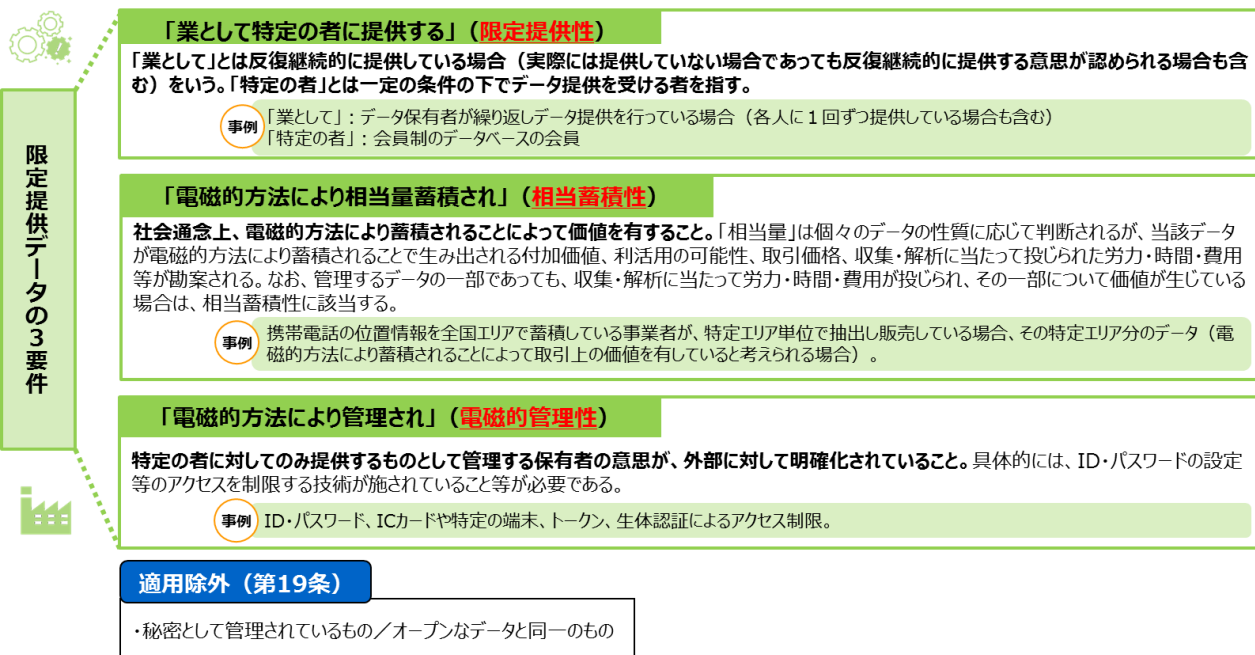 限定提供データの3要件
「業として特定の者に提供する」（限定提供性）
「業として」とは反復継続的に提供している場合（実際には提供していない場合であっても反復継続的に提供する意思が認められる場合も含
む）をいう。「特定の者」とは一定の条件の下でデータ提供を受ける者を指す。
事例
「業として」：データ保有者が繰り返しデータ提供を行っている場合（各人に１回ずつ提供している場合も含む）
「特定の者」：会員制のデータベースの会員
「電磁的方法により相当量蓄積され」（相当蓄積性）
社会通念上、電磁的方法により蓄積されることによって価値を有すること。「相当量」は個々のデータの性質に応じて判断されるが、当該データ
が電磁的方法により蓄積されることで生み出される付加価値、利活用の可能性、取引価格、収集・解析に当たって投じられた労力・時間・費用
等が勘案される。なお、管理するデータの一部であっても、収集・解析に当たって労力・時間・費用が投じられ、その一部について価値が生じている
場合は、相当蓄積性に該当する。
事例
携帯電話の位置情報を全国エリアで蓄積している事業者が、特定エリア単位で抽出し販売している場合、その特定エリア分のデータ（電
磁的方法により蓄積されることによって取引上の価値を有していると考えられる場合）。
「電磁的方法により管理され」（電磁的管理性）
特定の者に対してのみ提供するものとして管理する保有者の意思が、外部に対して明確化されていること。具体的には、ID・パスワードの設定
等のアクセスを制限する技術が施されていること等が必要である。
事例
ID・パスワード、ICカードや特定の端末、トークン、生体認証によるアクセス制限。
適用除外（第19条）
・秘密として管理されているもの／オープンなデータと同一のもの